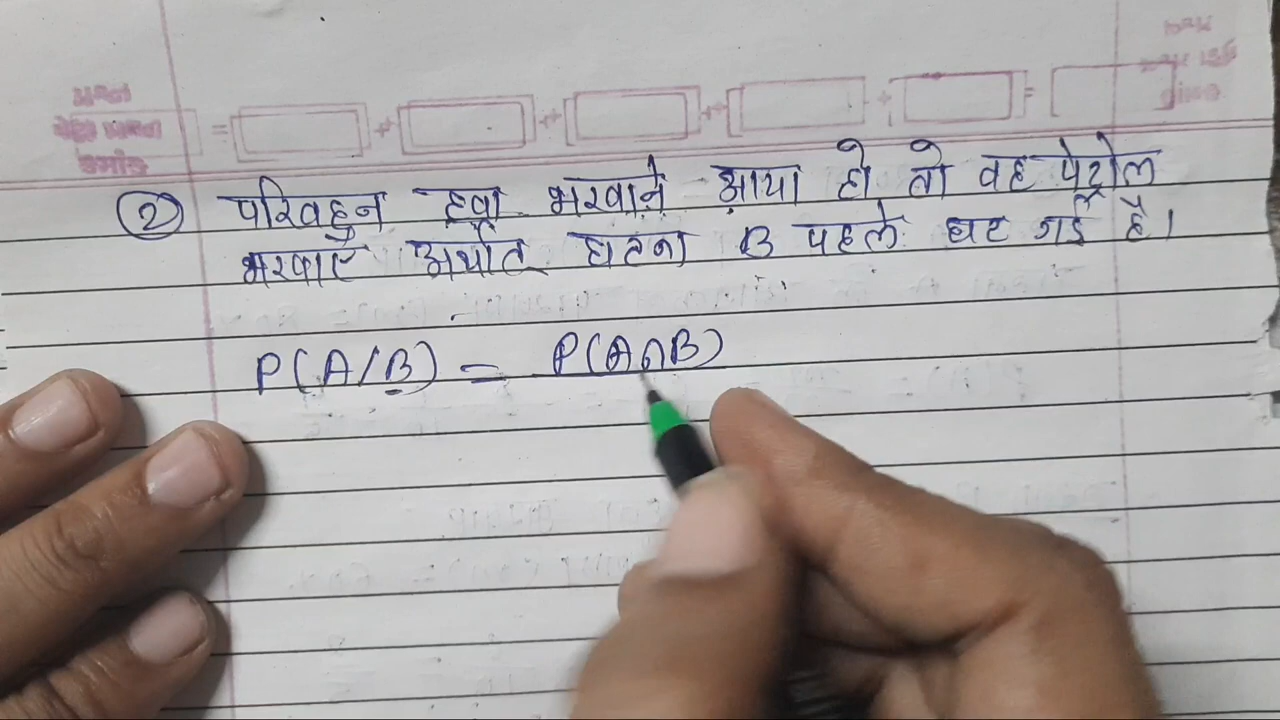 = + + + + =
② परिवहन हवा भरवाने आया हो तो वह पेट्रोल
भरवाएँ अर्थात घटना B पहले घट गई है।
P(A/B) = P(A∩B)